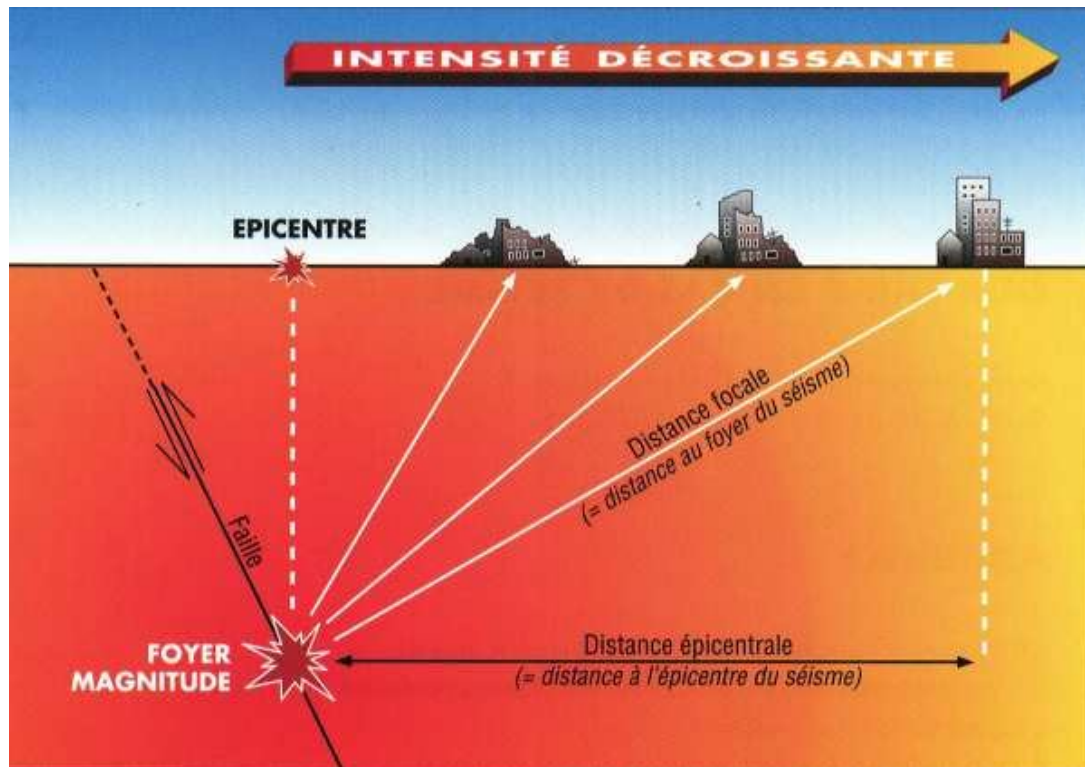 INTENSITÉ DÉCROISSANTE
EPICENTRE
Distance focale
(= distance au foyer du séisme)
Faille
FOYER
MAGNITUDE
Distance épicentrale
(= distance à l'épicentre du séisme)